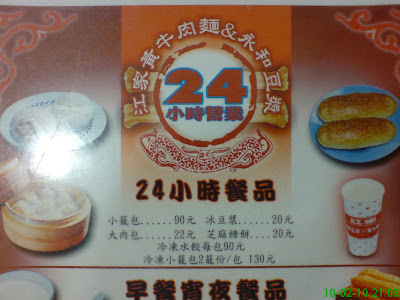 江家黃牛肉麵&永和豆漿
24
小時營業
24小時餐品
小籠包......90元 冰豆漿......20元
大肉包......22元 芝麻糖餅....20元
冷凍水餃每包90元
冷凍小籠包2籠份/包 130元
早餐宵夜餐品
10-02-10 21:03